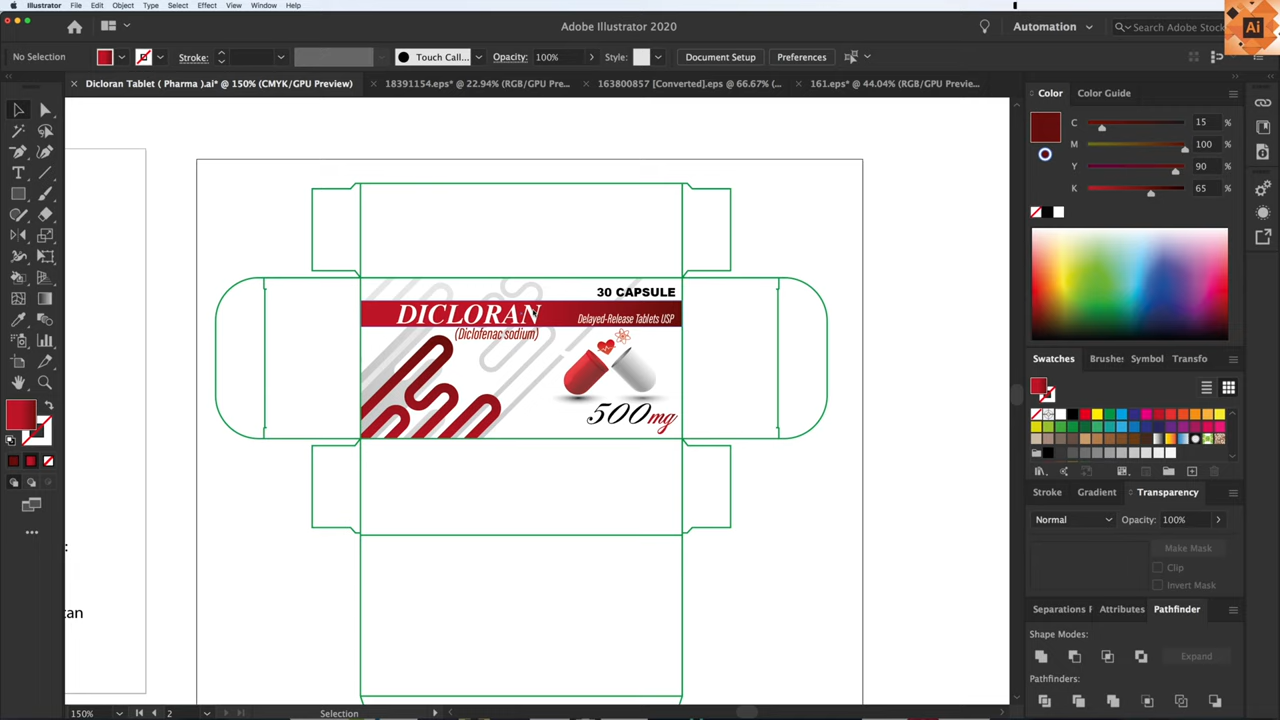 Illustrator File Edit Object Type Select Effect View Window Help
Adobe Illustrator 2020
Automation
Search Adobe Stock
Ai
No Selection
Stroke:
Touch Call...
Opacity: 100%
Style:
Document Setup
Preferences
Dicloran Tablet ( Pharma ).ai* @ 150% (CMYK/GPU Preview)
18391154.eps* @ 22.94% (RGB/GPU Pre...
163800857 [Converted].eps @ 66.67% (...
161.eps* @ 44.04% (RGB/GPU Previe...
Color Color Guide
C 15 %
M 100 %
Y 90 %
K 65 %
30 CAPSULE
DICLORAN
Delayed-Release Tablets USP
(Diclofenac sodium)
500mg
Swatches Brushe: Symbol Transfo
Stroke Gradient Transparency
Normal Opacity: 100%
Make Mask
Clip
Invert Mask
:
an
Separations F Attributes Pathfinder
Shape Modes:
Expand
Pathfinders:
150% 2 Selection